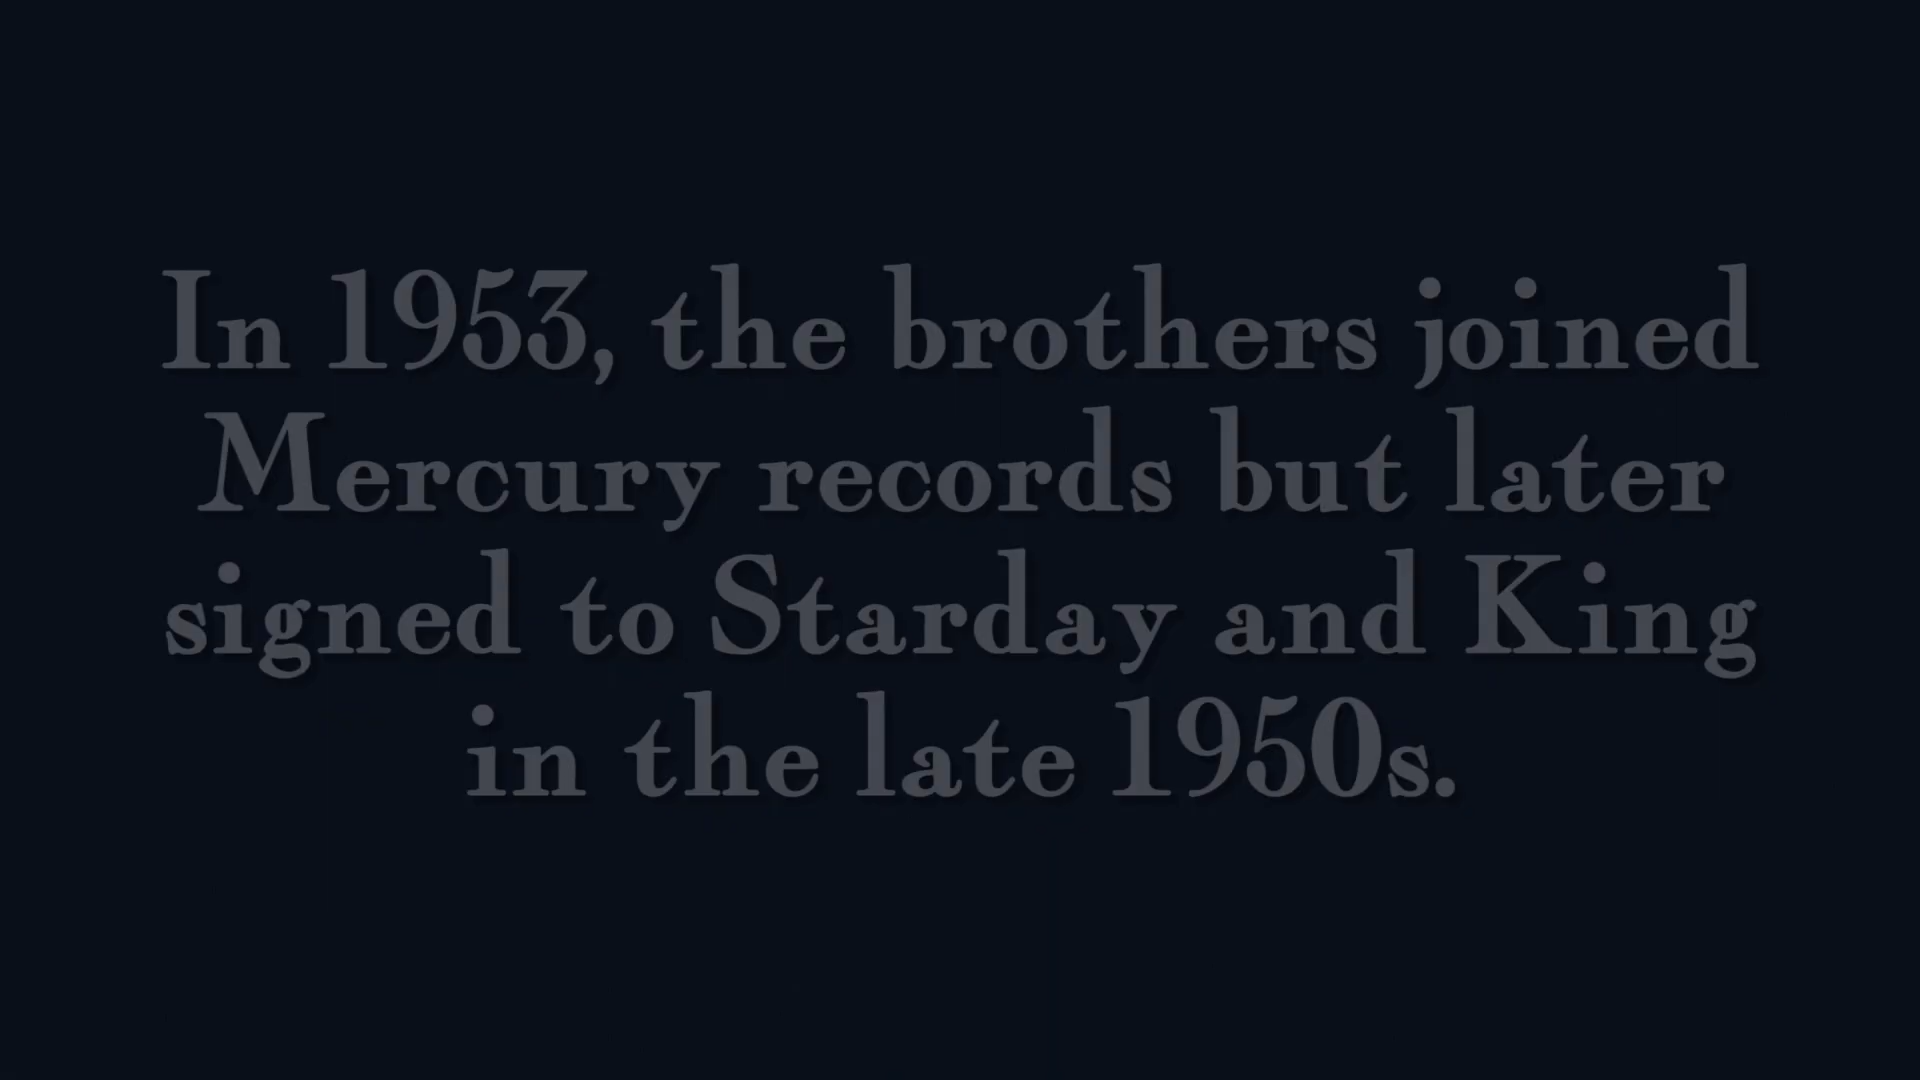 In 1953, the brothers joined
Mercury records but later
signed to Starday and King
in the late 1950s.